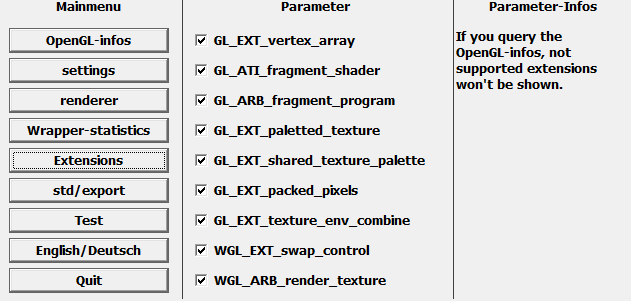 Mainmenu
Parameter
Parameter-Infos
OpenGL-infos
settings
renderer
Wrapper-statistics
Extensions
std/export
Test
English/Deutsch
Quit
GL_EXT_vertex_array
GL_ATI_fragment_shader
GL_ARB_fragment_program
GL_EXT_paletted_texture
GL_EXT_shared_texture_palette
GL_EXT_packed_pixels
GL_EXT_texture_env_combine
WGL_EXT_swap_control
WGL_ARB_render_texture
If you query the
OpenGL-infos, not
supported extensions
won't be shown.